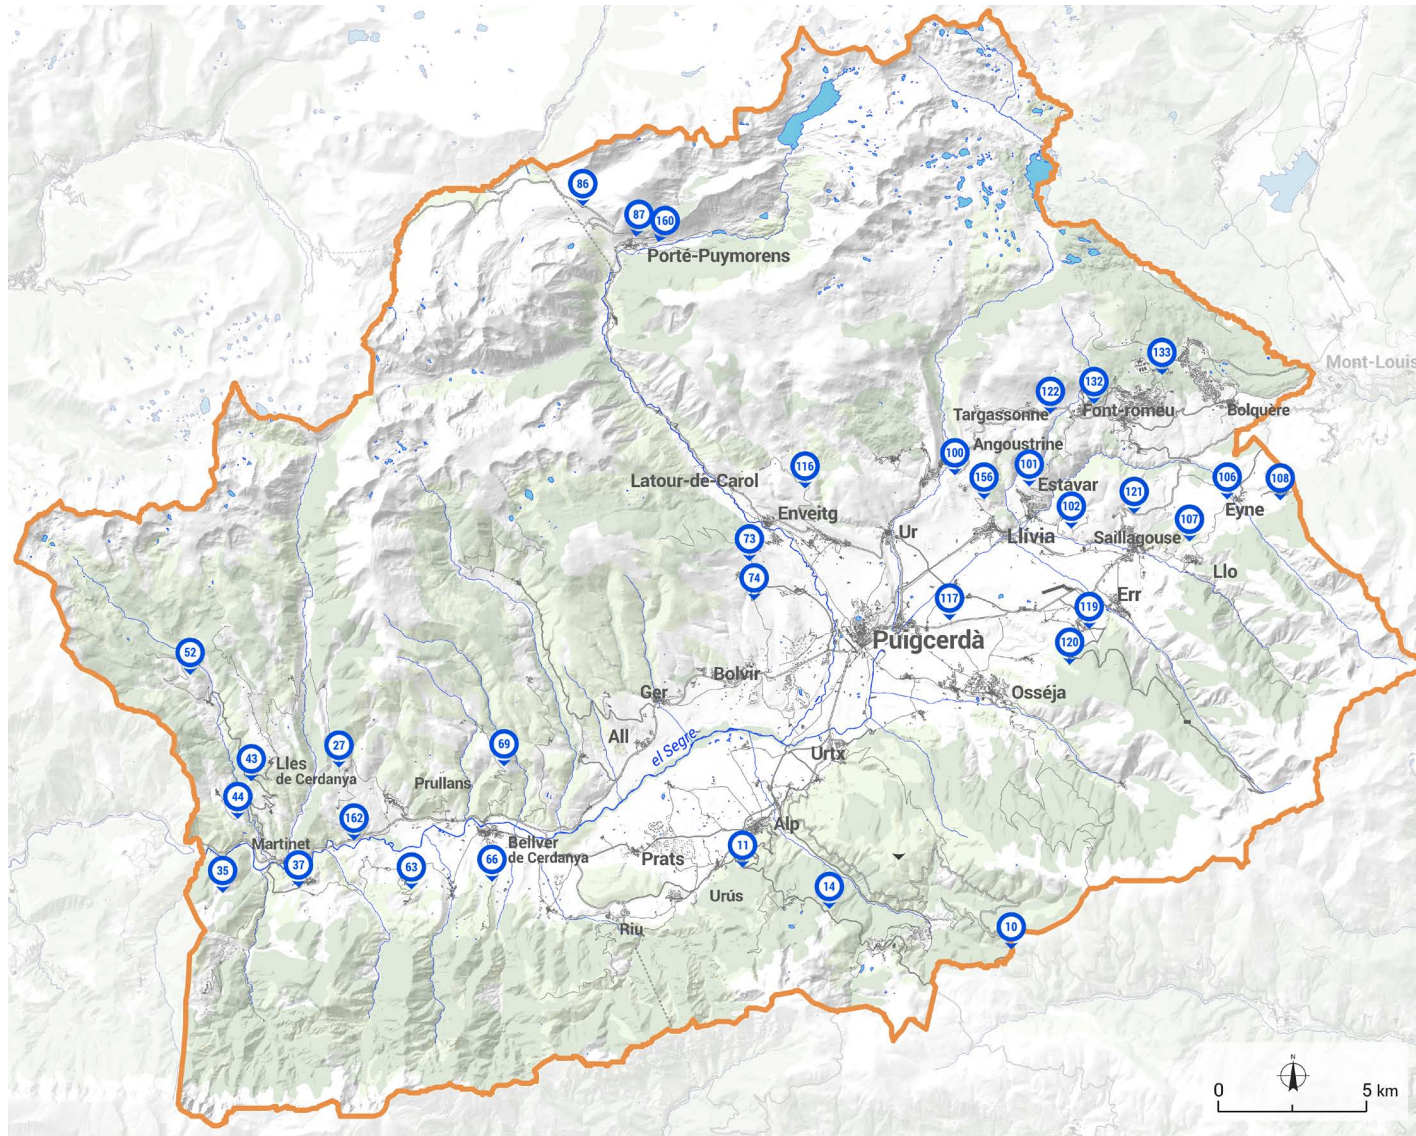 86
87
160
Porté-Puymorens
133
Mont-Louis
132
122
Targassonne
Font-romeu
Bolquère
Angoustrine
100
101
116
156
Latour-de-Carol
Estavar
121
106
108
102
Eyne
Enveitg
107
73
Ur
Llívia
Saillagouse
74
Llo
117
Err
119
Puigcerdà
120
52
Bolvir
Ger
Osséja
All
el Segre
Urtx
43
27
69
Lles
de Cerdanya
Prullans
44
162
Alp
Martinet
Bellver
de Cerdanya
11
Prats
35
37
63
66
14
Urús
Riu
10
N
0
5 km